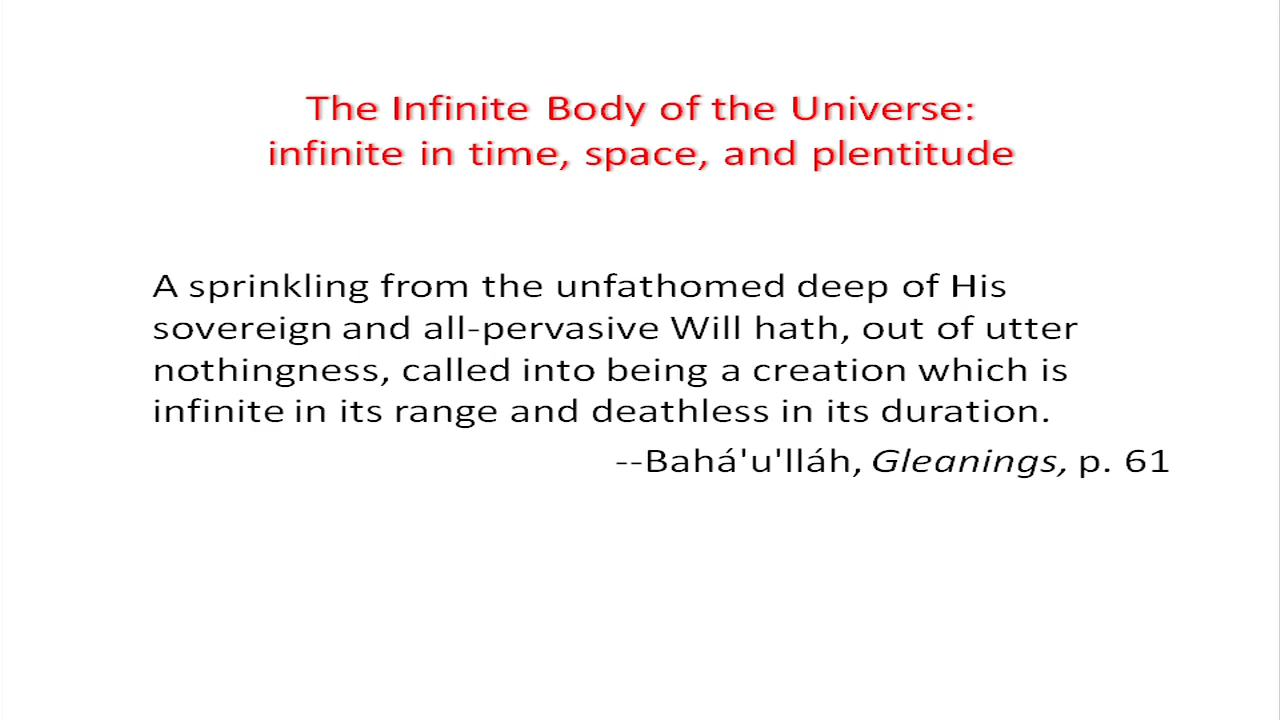 The Infinite Body of the Universe:
infinite in time, space, and plentitude
A sprinkling from the unfathomed deep of His
sovereign and all-pervasive Will hath, out of utter
nothingness, called into being a creation which is
infinite in its range and deathless in its duration.
--Bahá'u'lláh, Gleanings, p. 61